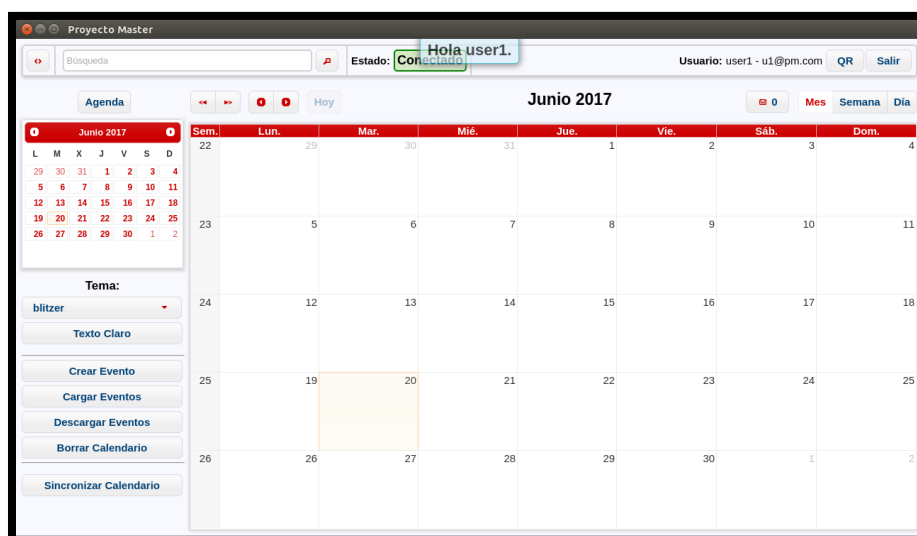 Proyecto Master
Búsqueda
Estado: Conectado
Hola user1.
Usuario: user1 - u1@pm.com QR Salir
Agenda
Hoy
Junio 2017
0 Mes Semana Día
Junio 2017
L M X J V S D
29 30 31 1 2 3 4
5 6 7 8 9 10 11
12 13 14 15 16 17 18
19 20 21 22 23 24 25
26 27 28 29 30 1 2
Tema:
blitzer
Texto Claro
Crear Evento
Cargar Eventos
Descargar Eventos
Borrar Calendario
Sincronizar Calendario
Sem. Lun. Mar. Mié. Jue. Vie. Sáb. Dom.
22 29 30 31 1 2 3 4
23 5 6 7 8 9 10 11
24 12 13 14 15 16 17 18
25 19 20 21 22 23 24 25
26 26 27 28 29 30 1 2